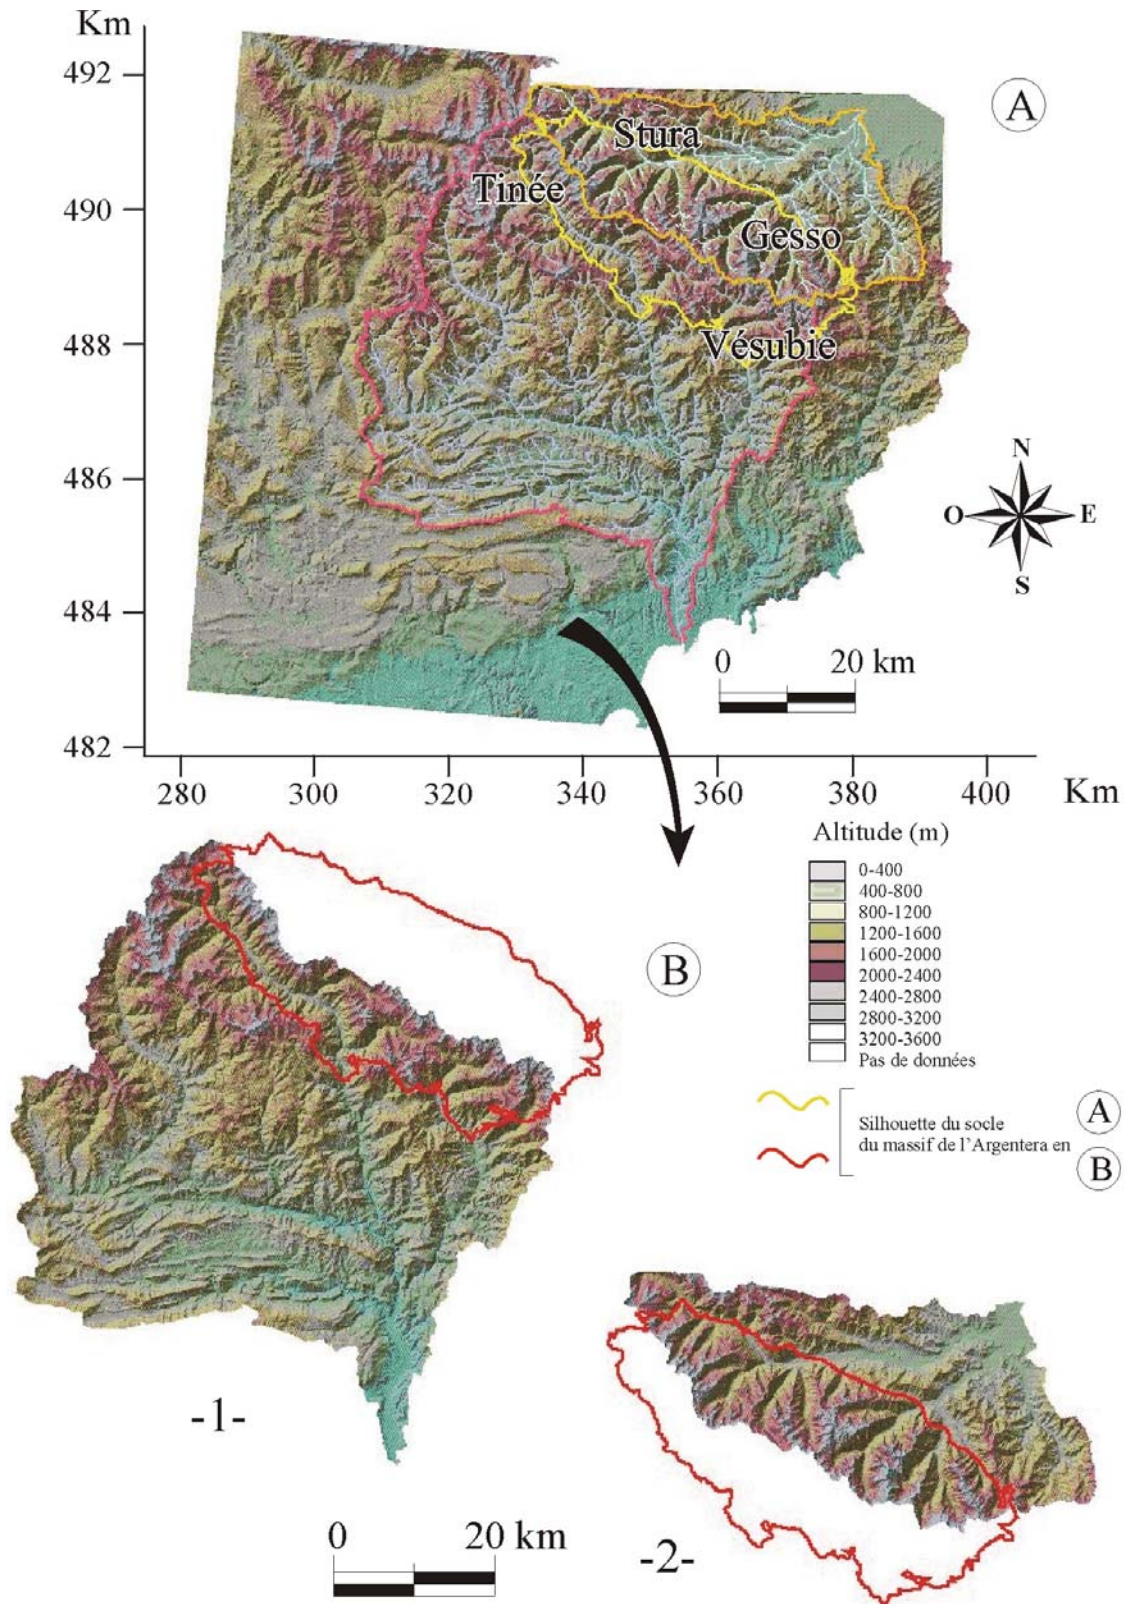 Km
492
490
488
486
484
482
A
Stura
Tinée
Gesso
Vésubie
N
O E
S
0 20 km
280 300 320 340 360 380 400 Km
Altitude (m)
0-400
400-800
800-1200
1200-1600
1600-2000
2000-2400
2400-2800
2800-3200
3200-3600
Pas de données
B
Silhouette du socle
du massif de l'Argentera en
A
B
-1-
0 20 km
-2-